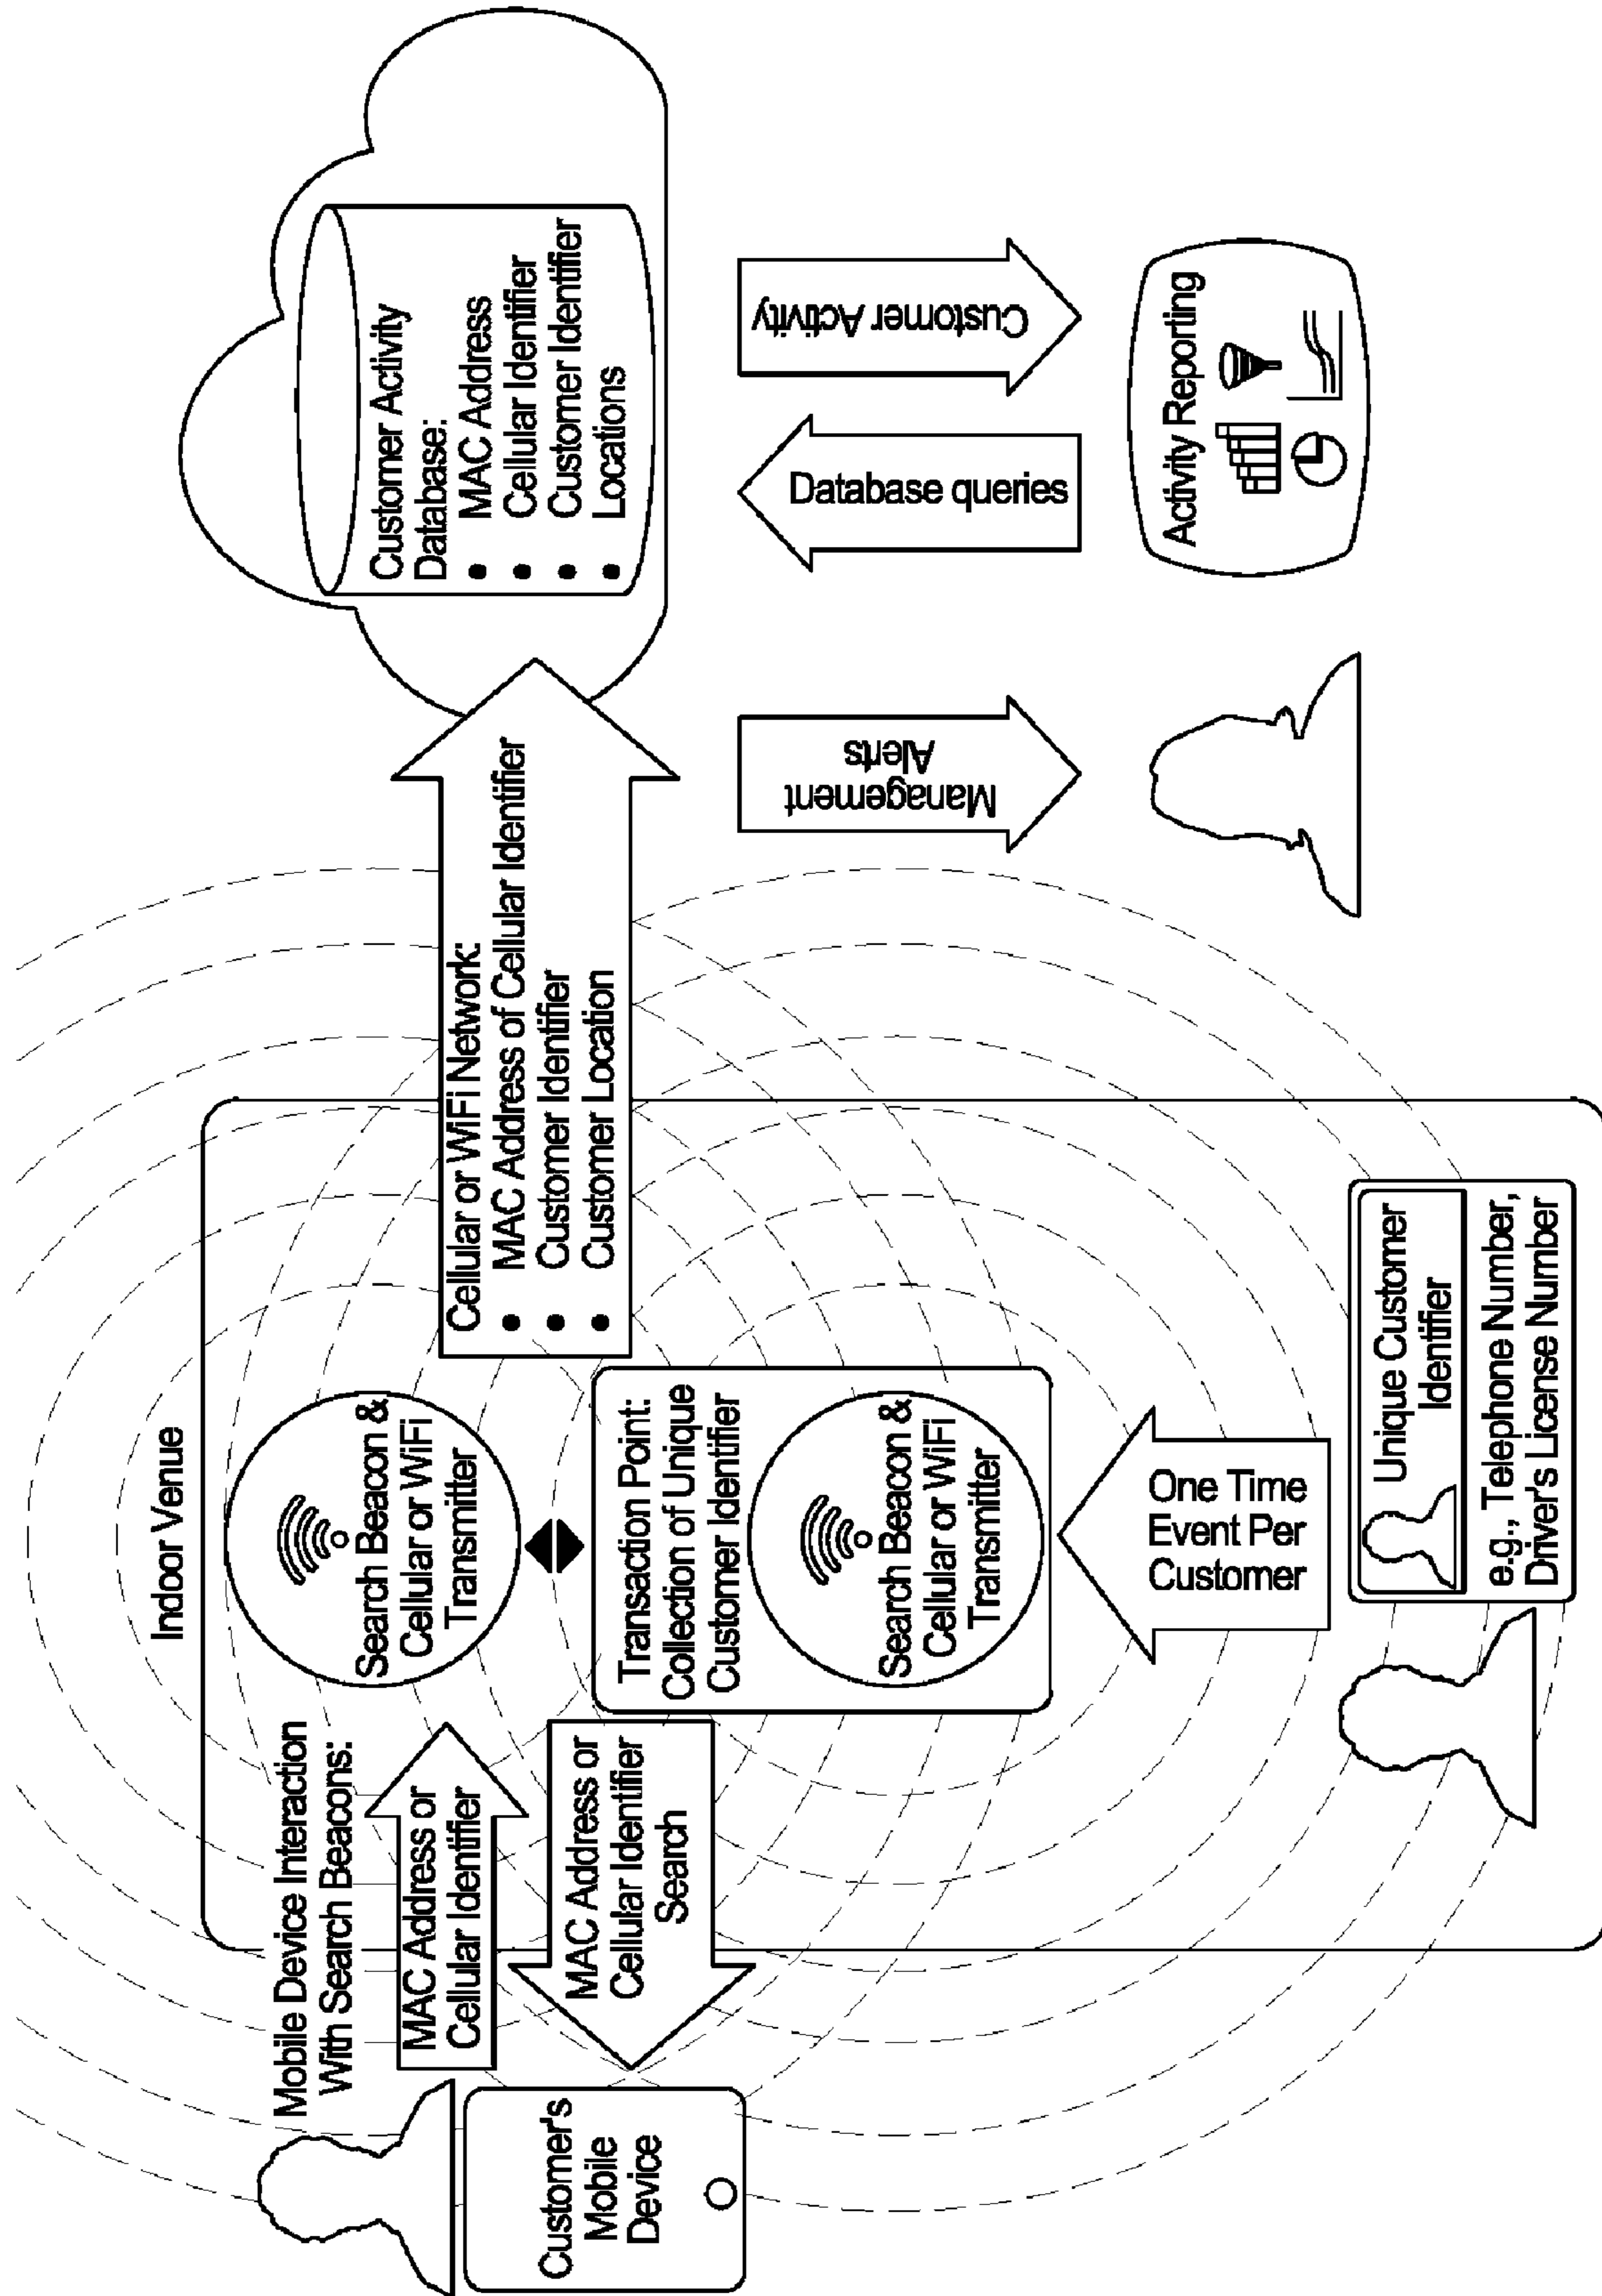 Indoor Venue
Mobile Device Interaction
With Search Beacons:
MAC Address or
Cellular Identifier
MAC Address or
Cellular Identifier
Search
Customer's
Mobile
Device
Search Beacon &
Cellular or WiFi
Transmitter
Transaction Point:
Collection of Unique
Customer Identifier
Search Beacon &
Cellular or WiFi
Transmitter
One Time
Event Per
Customer
Unique Customer
Identifier
e.g., Telephone Number,
Driver's License Number
Cellular or WiFi Network:
• MAC Address of Cellular Identifier
• Customer Identifier
• Customer Location
Customer Activity
Database:
• MAC Address
• Cellular Identifier
• Customer Identifier
• Locations
Management
Alerts
Database queries
Customer Activity
Activity Reporting